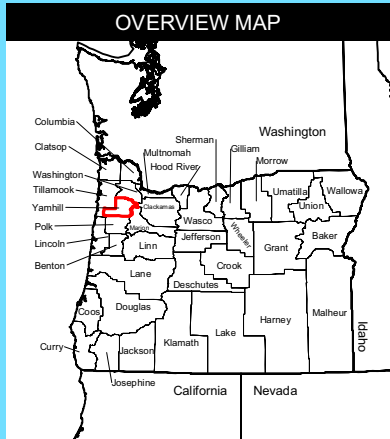 OVERVIEW MAP
Columbia
Clatsop
Washington
Tillamook
Yamhill
Polk
Lincoln
Benton
Multnomah
Hood River
Sherman
Gilliam
Morrow
Washington
Umatilla
Wallowa
Union
Clackamas
Wasco
Marion
Jefferson
Wheeler
Grant
Baker
Linn
Crook
Lane
Deschutes
Coos
Douglas
Harney
Malheur
Lake
Klamath
Curry
Jackson
Josephine
Idaho
California
Nevada